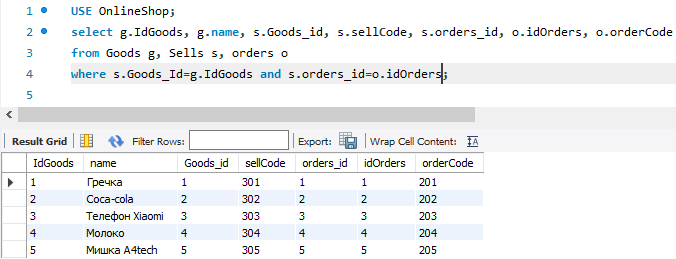 1 USE OnlineShop;
2 select g.IdGoods, g.name, s.Goods_id, s.sellCode, s.orders_id, o.idOrders, o.orderCode
3 from Goods g, Sells s, orders o
4 where s.Goods_Id=g.IdGoods and s.orders_id=o.idOrders;
5
Result Grid Filter Rows: Export: Wrap Cell Content: IA
IdGoods name Goods_id sellCode orders_id idOrders orderCode
1 Гречка 1 301 1 1 201
2 Coca-cola 2 302 2 2 202
3 Телефон Xiaomi 3 303 3 3 203
4 Молоко 4 304 4 4 204
5 Мишка A4tech 5 305 5 5 205